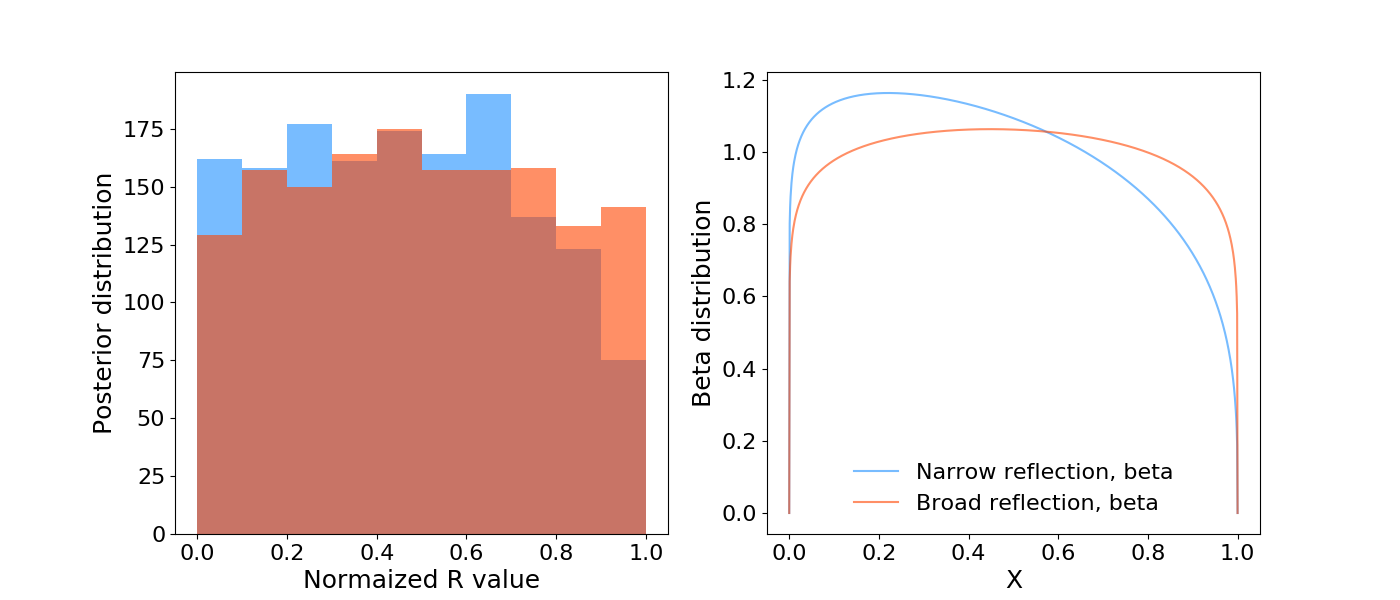 Posterior distribution
175
150
125
100
75
50
25
0
0.0 0.2 0.4 0.6 0.8 1.0
Normaized R value
Beta distribution
1.2
1.0
0.8
0.6
0.4
0.2
0.0
Narrow reflection, beta
Broad reflection, beta
0.0 0.2 0.4 0.6 0.8 1.0
X